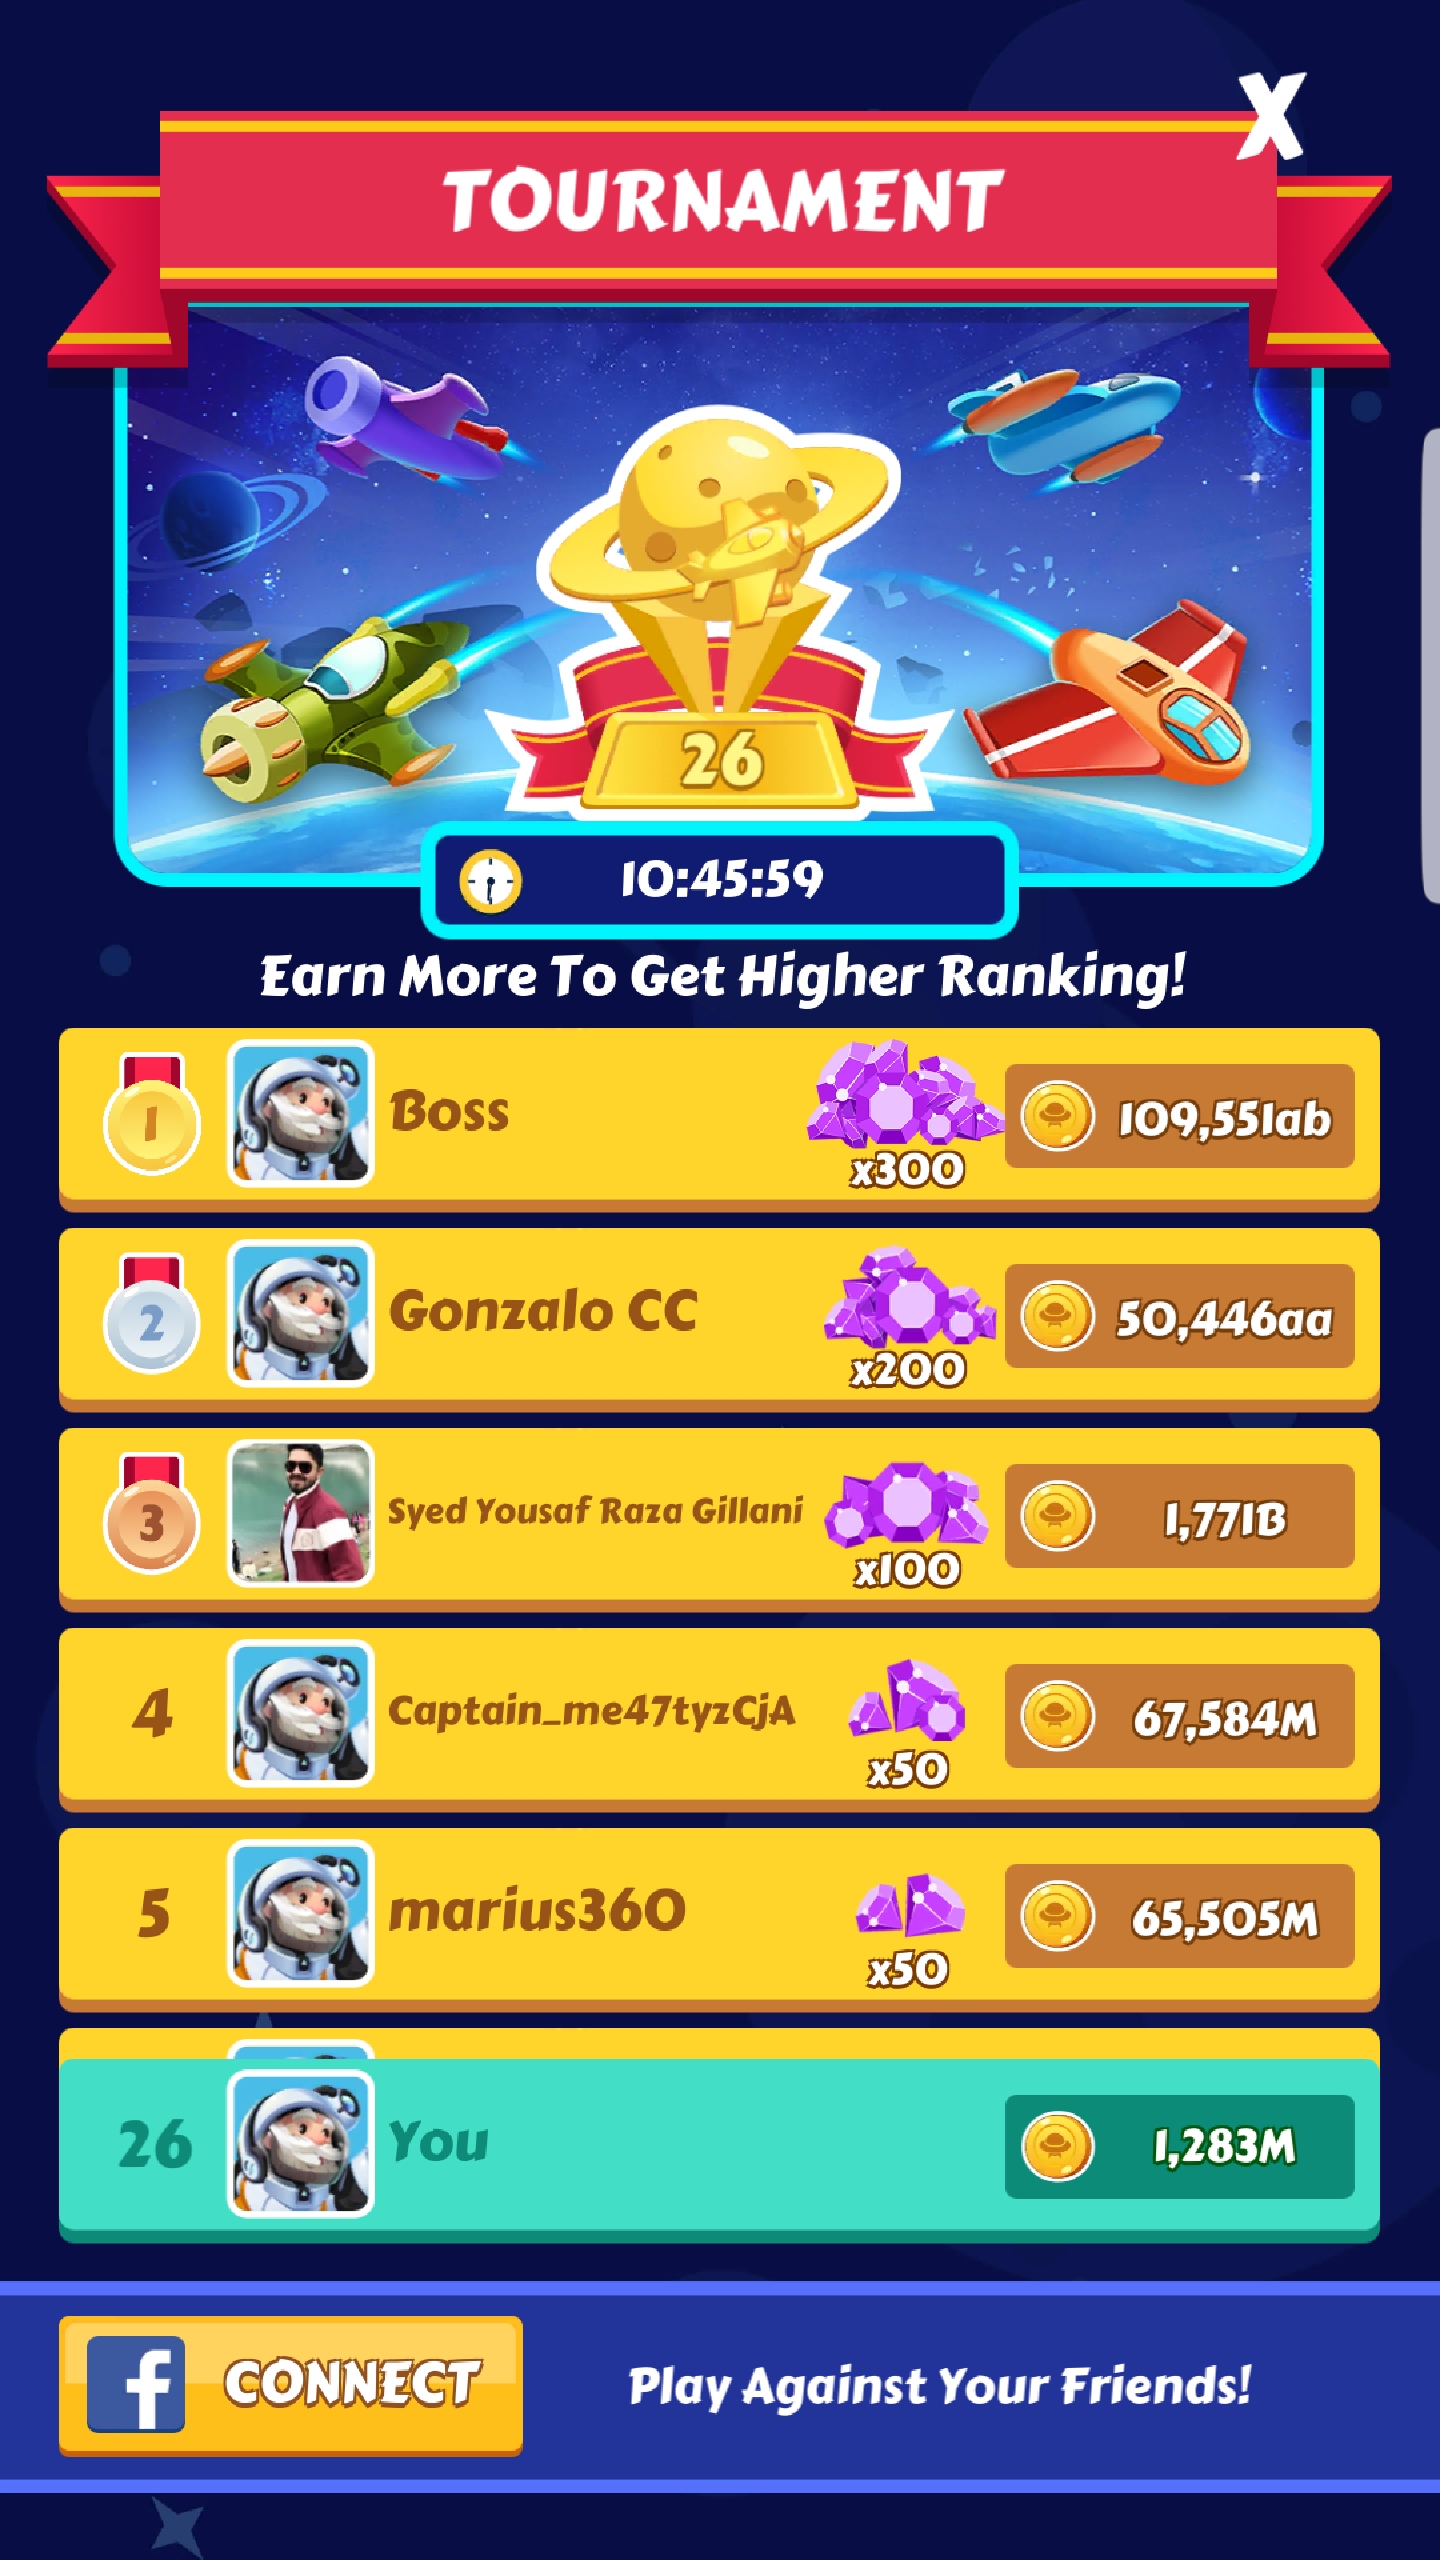 X
TOURNAMENT
26
10:45:59
Earn More To Get Higher Ranking!
1 Boss x300 109,551ab
2 Gonzalo CC x200 50,446aa
3 Syed Yousaf Raza Gillani x100 1,771B
4 Captain_me47tyzCjA x50 67,584M
5 marius360 x50 65,505M
26 You 1,283M
f CONNECT Play Against Your Friends!